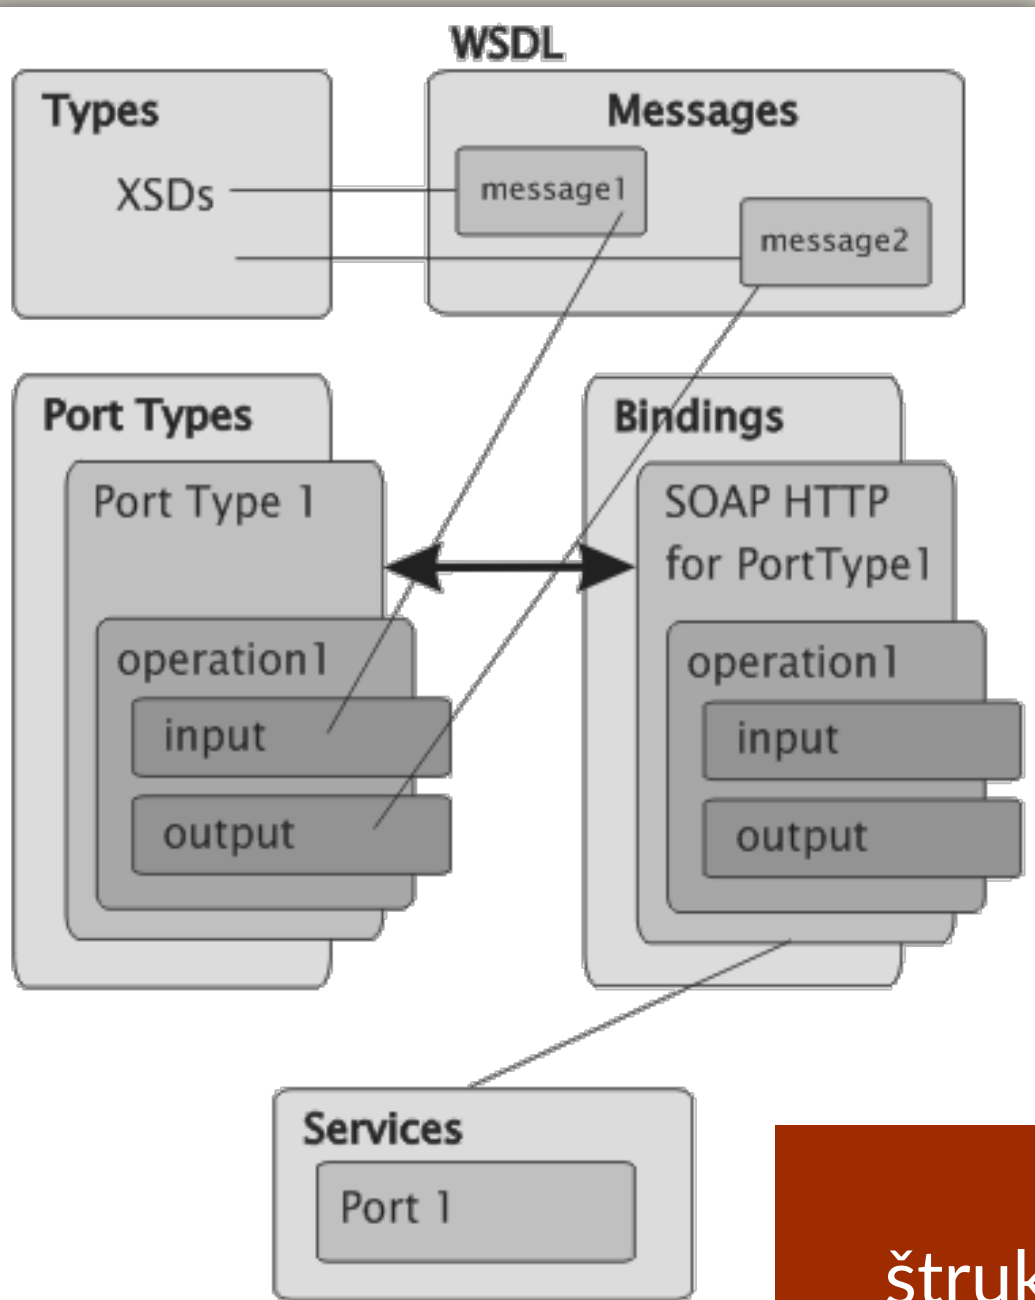 WSDL
Types
XSDs
Messages
message1
message2
Port Types
Port Type 1
operation1
input
output
Bindings
SOAP HTTP
for PortType1
operation1
input
output
Services
Port 1